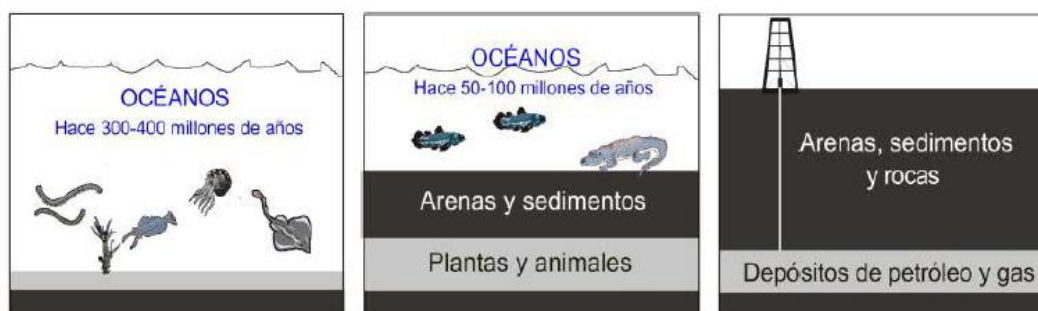 OCÉANOS
Hace 300-400 millones de años
OCÉANOS
Hace 50-100 millones de años
Arenas y sedimentos
Plantas y animales
Arenas, sedimentos
y rocas
Depósitos de petróleo y gas